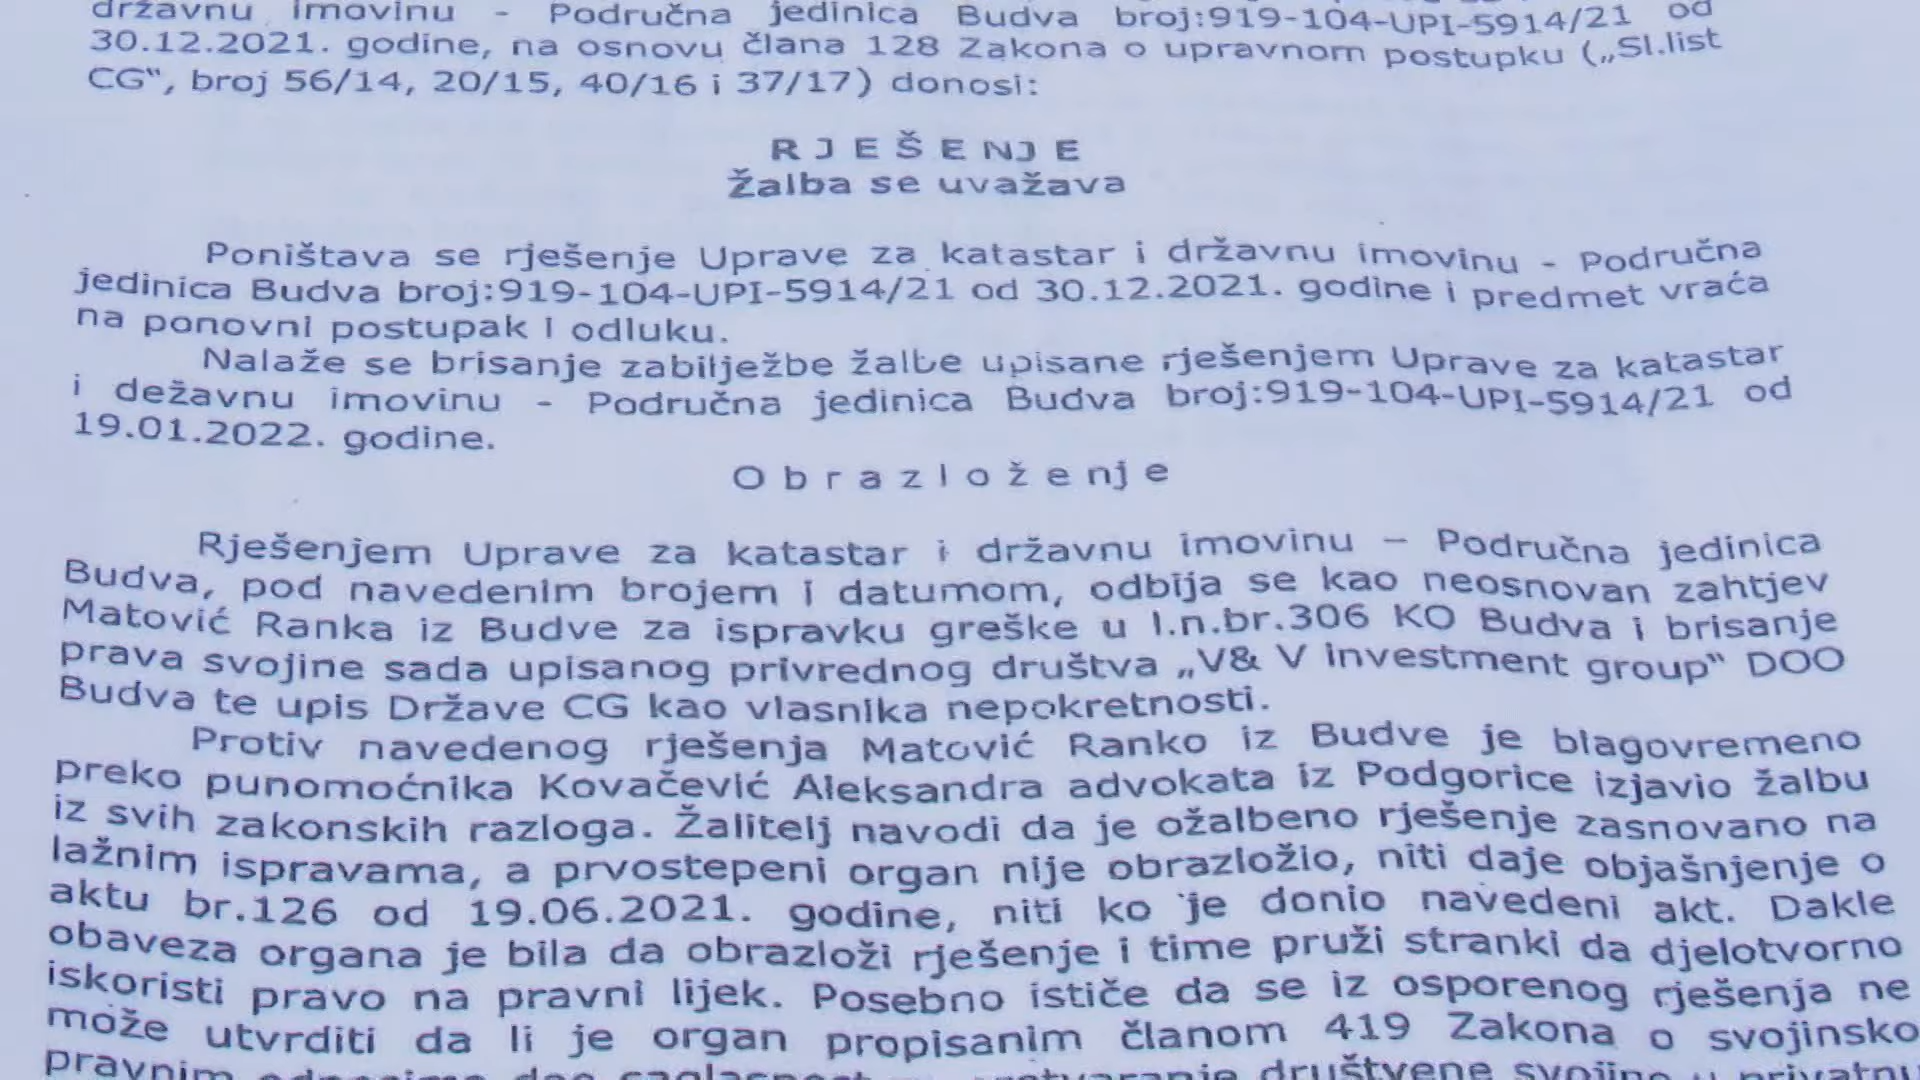 državnu imovinu - Područna jedinica Budva broj:919-104-UPI-5914/21 od
30.12.2021. godine, na osnovu člana 128 Zakona o upravnom postupku („Sl.list
CG“, broj 56/14, 20/15, 40/16 i 37/17) donosi:
R J E Š E NJ E
Žalba se uvažava
Poništava se rješenje Uprave za katastar i državnu imovinu - Područna
jedinica Budva broj:919-104-UPI-5914/21 od 30.12.2021. godine i predmet vraća
na ponovni postupak i odluku.
Nalaže se brisanje zabilježbe žalbe upisane rješenjem Uprave za katastar
i dežavnu imovinu - Područna jedinica Budva broj:919-104-UPI-5914/21 od
19.01.2022. godine.
O b r a z l o ž e nj e
Rješenjem Uprave za katastar i državnu imovinu – Područna jedinica
Budva, pod navedenim brojem i datumom, odbija se kao neosnovan zahtjev
Matović Ranka iz Budve za ispravku greške u l.n.br.306 KO Budva i brisanje
prava svojine sada upisanog privrednog društva „V& V investment group“ DOO
Budva te upis Države CG kao vlasnika nepokretnosti.
Protiv navedenog rješenja Matović Ranko iz Budve je blagovremeno
preko punomoćnika Kovačević Aleksandra advokata iz Podgorice izjavio žalbu
iz svih zakonskih razloga. Žalitelj navodi da je ožalbeno rješenje zasnovano na
lažnim ispravama, a prvostepeni organ nije obrazložio, niti daje objašnjenje o
aktu br.126 od 19.06.2021. godine, niti ko je donio navedeni akt. Dakle
obaveza organa je bila da obrazloži rješenje i time pruži stranki da djelotvorno
iskoristi pravo na pravni lijek. Posebno ističe da se iz osporenog rješenja ne
može utvrditi da li je organ propisanim članom 419 Zakona o svojinsko
pravnim društvene svojine u privatnu